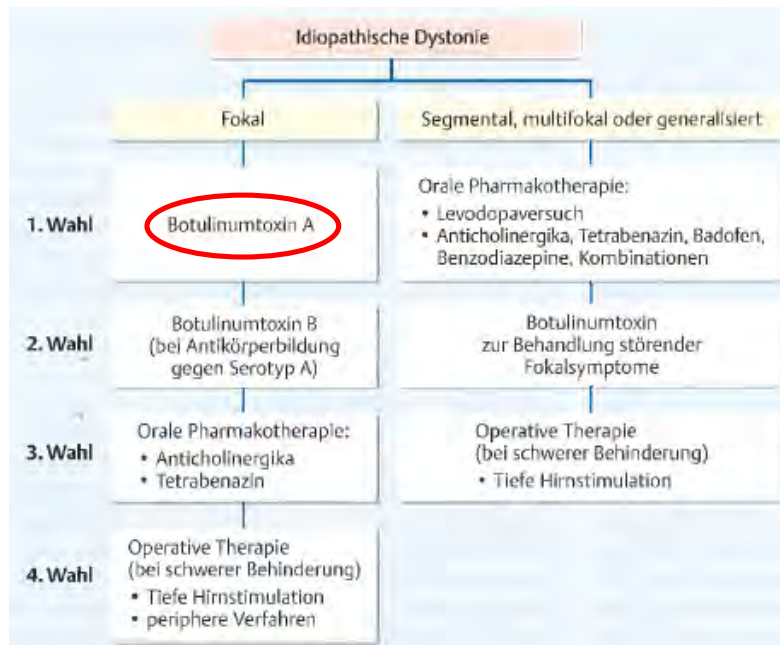 Idiopathische Dystonie
Fokal
Segmental, multifokal oder generalisiert
1. Wahl
Botulinumtoxin A
Orale Pharmakotherapie:
• Levodopaversuch
• Anticholinergika, Tetrabenazin, Badofen,
Benzodiazepine, Kombinationen
2. Wahl
Botulinumtoxin B
(bei Antikörperbildung
gegen Serotyp A)
Botulinumtoxin
zur Behandlung störender
Fokalsymptome
3. Wahl
Orale Pharmakotherapie:
• Anticholinergika
• Tetrabenazin
Operative Therapie
(bei schwerer Behinderung)
• Tiefe Hirnstimulation
4. Wahl
Operative Therapie
(bei schwerer Behinderung)
• Tiefe Hirnstimulation
• periphere Verfahren